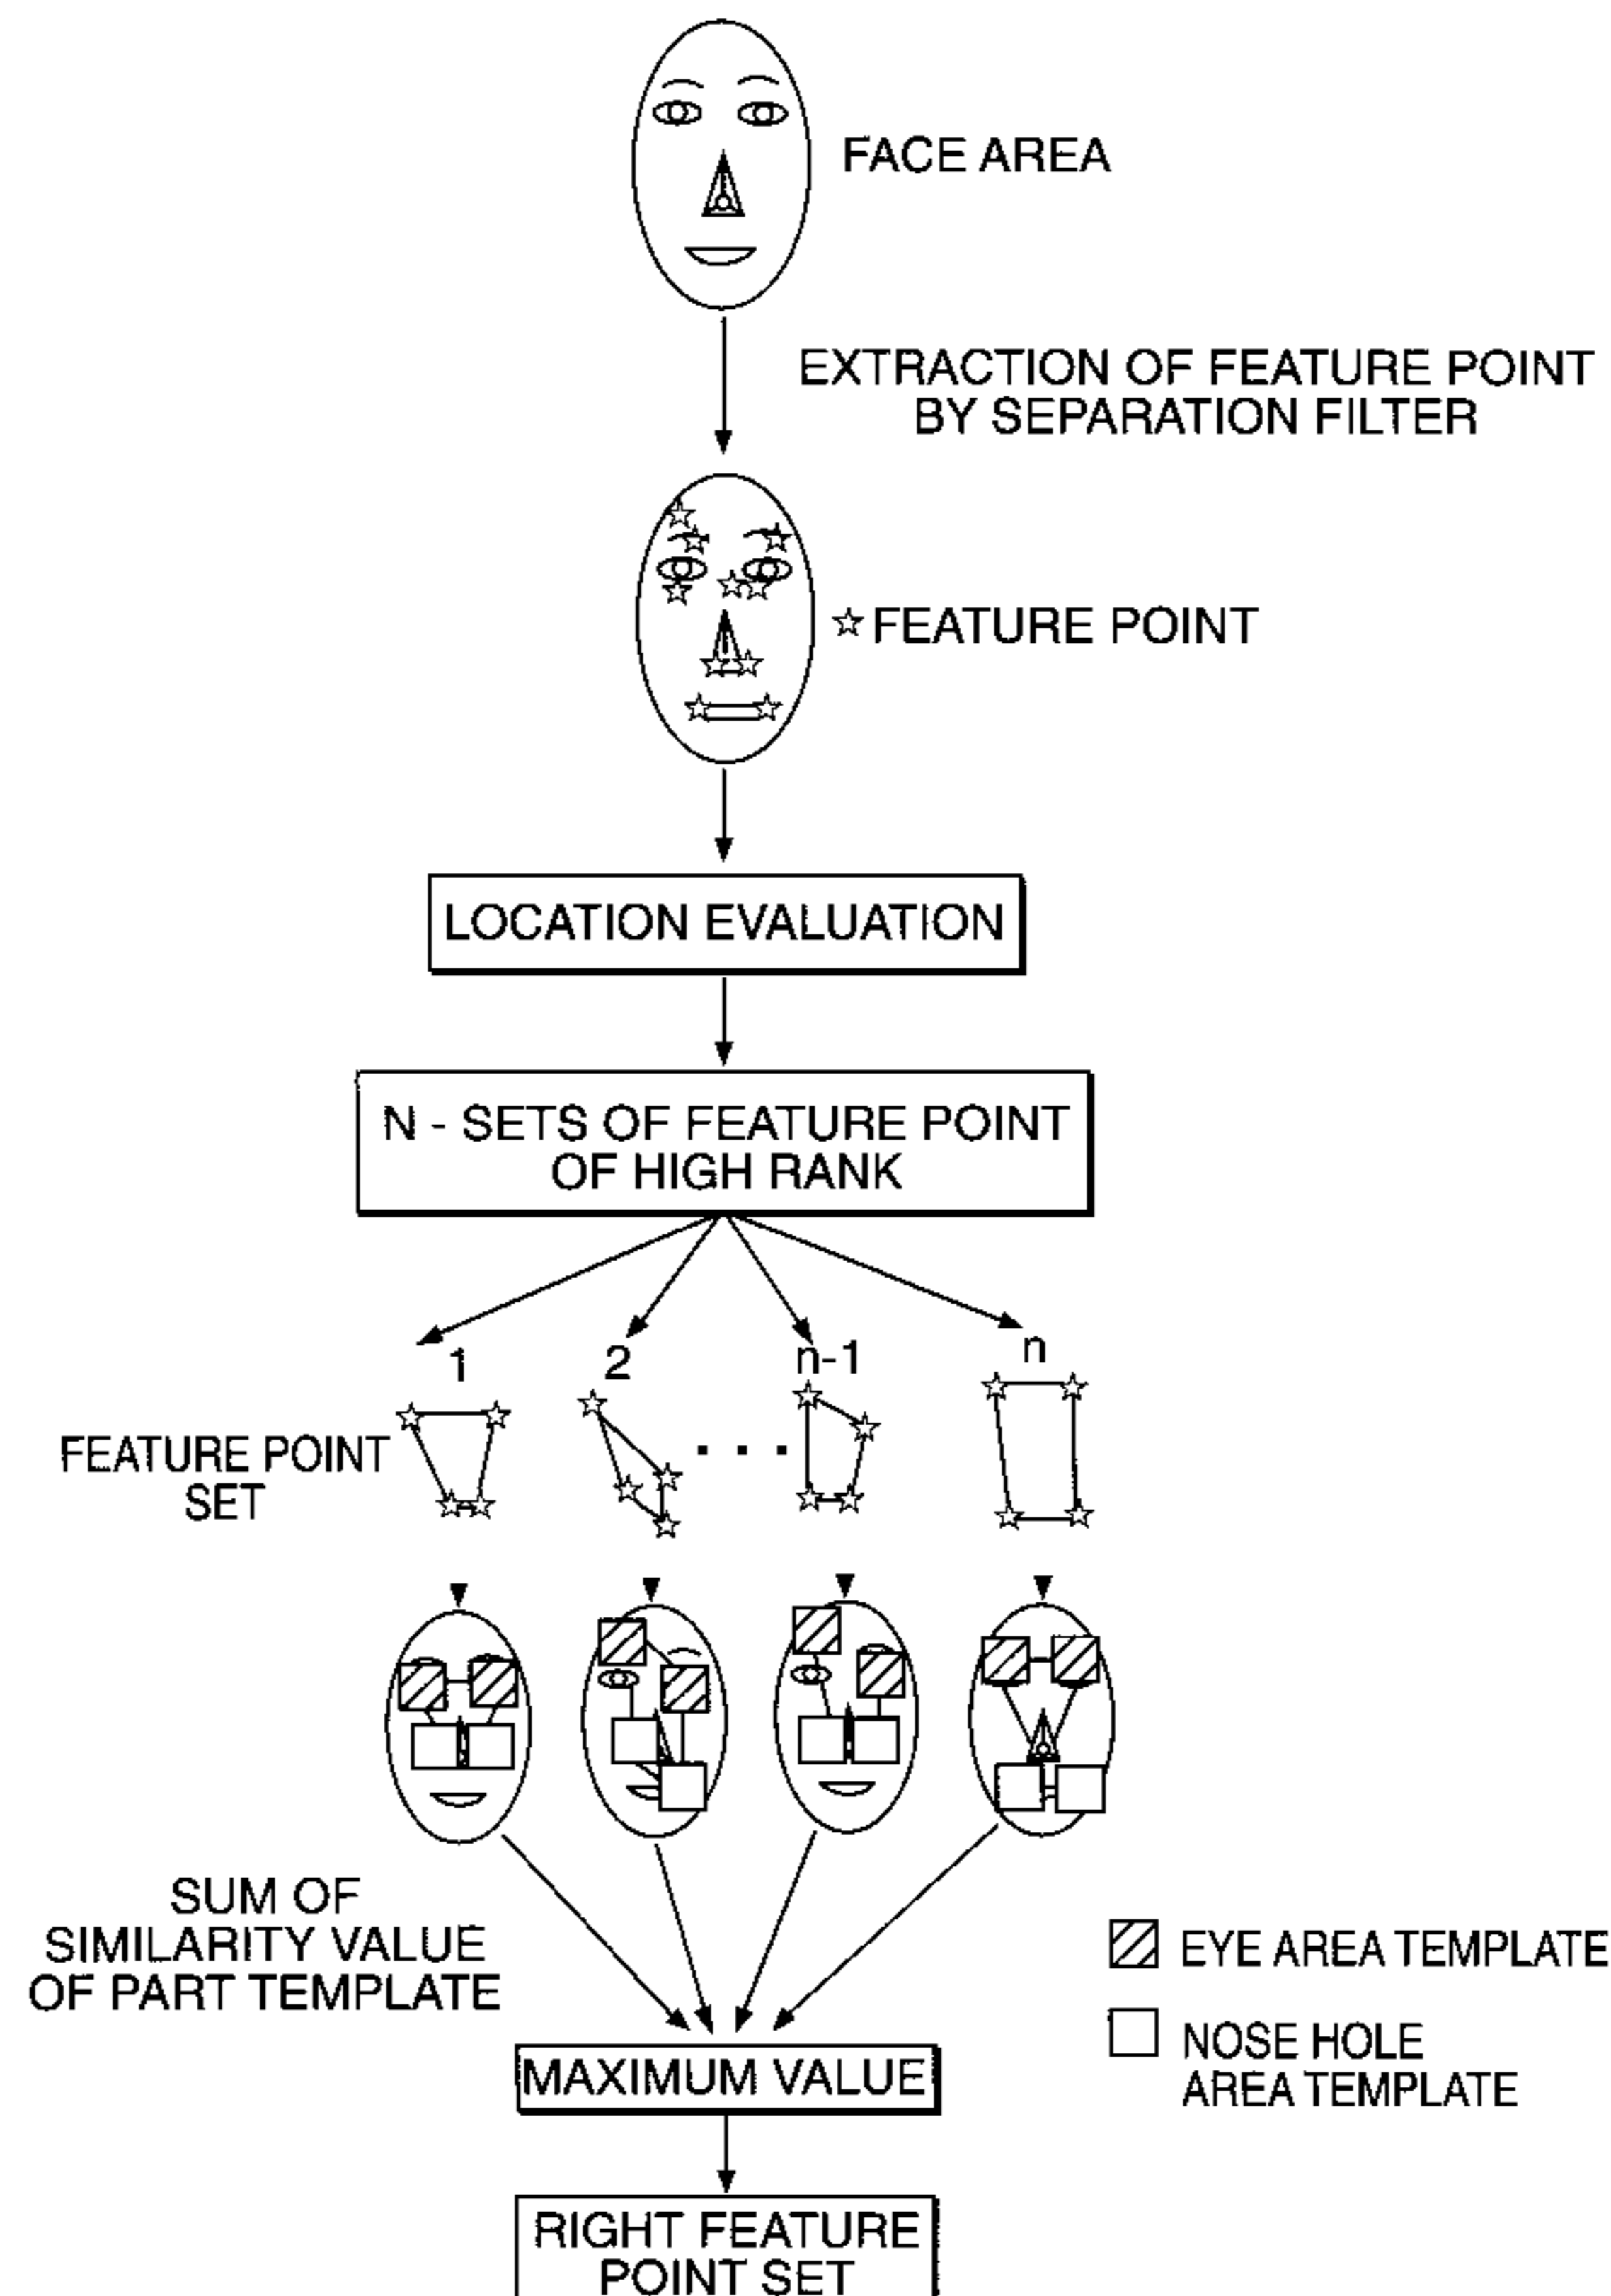 FACE AREA
EXTRACTION OF FEATURE POINT
BY SEPARATION FILTER
☆ FEATURE POINT
LOCATION EVALUATION
N - SETS OF FEATURE POINT
OF HIGH RANK
1
2
n-1
n
FEATURE POINT
SET
. . .
SUM OF
SIMILARITY VALUE
OF PART TEMPLATE
EYE AREA TEMPLATE
NOSE HOLE
AREA TEMPLATE
MAXIMUM VALUE
RIGHT FEATURE
POINT SET